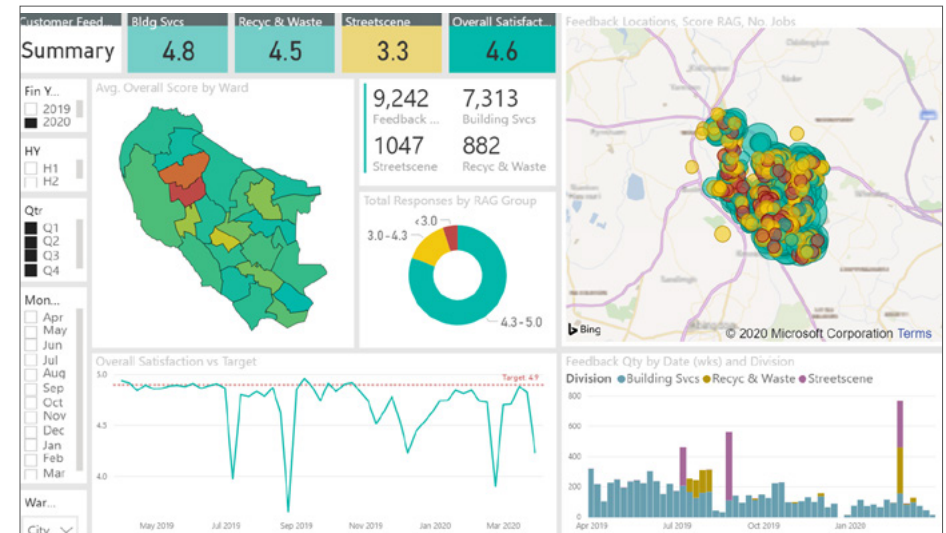 Customer Feed...
Summary
Bldg Svcs
4.8
Recyc & Waste
4.5
Streetscene
3.3
Overall Satisfact...
4.6
Fin Y...
2019
2020
HY
H1
H2
Qtr
Q1
Q2
Q3
Q4
Mon...
Apr
May
Jun
Jul
Aug
Sep
Oct
Nov
Dec
Jan
Feb
Mar
War...
City
Avg. Overall Score by Ward
9,242
Feedback ...
7,313
Building Svcs
1047
Streetscene
882
Recyc & Waste
Total Responses by RAG Group
<3.0
3.0-4.3
4.3-5.0
Feedback Locations, Score RAG, No. Jobs
Bing
© 2020 Microsoft Corporation Terms
Overall Satisfaction vs Target
Target 4.9
5.0
4.5
4.0
May 2019 Jul 2019 Sep 2019 Nov 2019 Jan 2020 Mar 2020
Feedback Qty by Date (wks) and Division
Division Building Svcs Recyc & Waste Streetscene
800
600
400
200
0
Apr 2019 Jul 2019 Oct 2019 Jan 2020